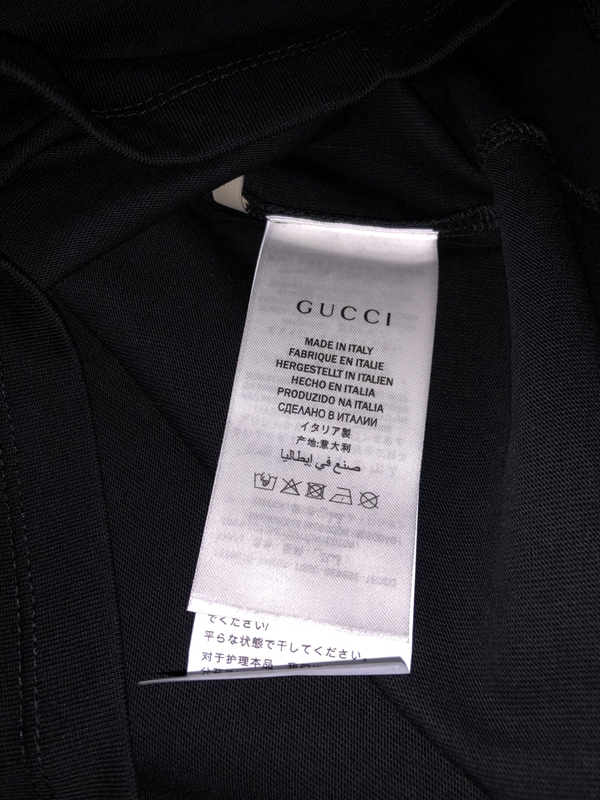 GUCCI
MADE IN ITALY
FABRIQUE EN ITALIE
HERGESTELLT IN ITALIEN
HECHO EN ITALIA
PRODUZIDO NA ITALIA
СДЕЛАНО В ИТАЛИИ
イタリア製
产地:意大利
صنع في إيطاليا
でください/
平らな状態で干してください。
对于护理本品